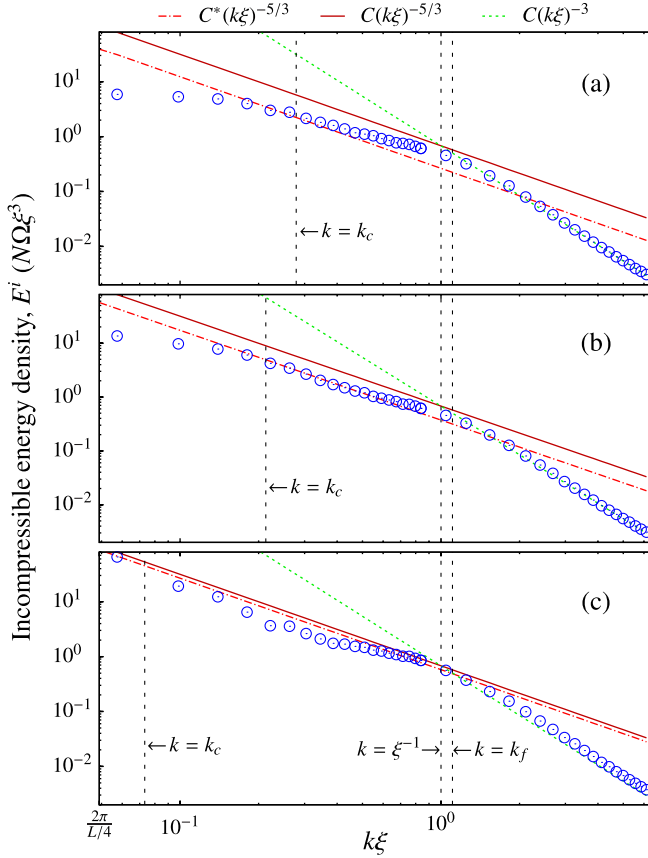 C*(kξ)^{−5/3} C(kξ)^{−5/3} C(kξ)^{−3}
Incompressible energy density, E^i (NΩξ^3)
10^1
10^0
10^{−1}
10^{−2}
(a)
←k = k_c
10^1
10^0
10^{−1}
10^{−2}
(b)
←k = k_c
10^1
10^0
10^{−1}
10^{−2}
(c)
←k = k_c k = ξ^{−1}→ ←k = k_f
2π/L/4 10^{−1} 10^0
kξ